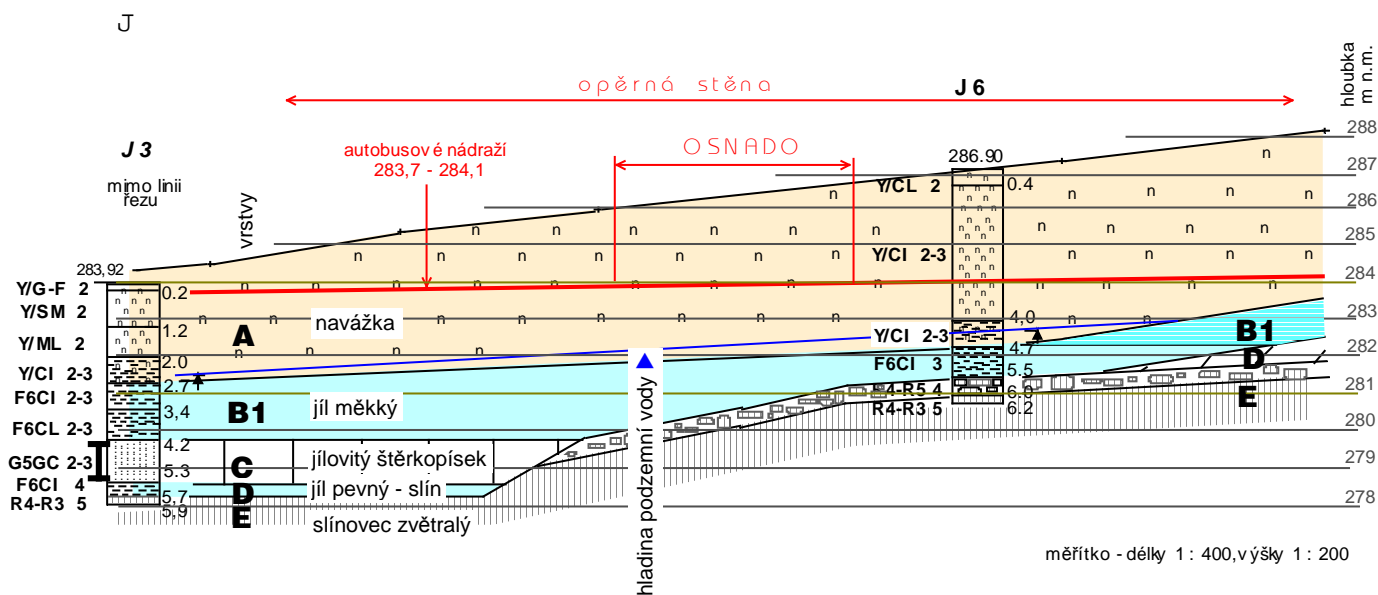 J
opěrná stěna
J 6
hloubka
m n.m.
J 3
mimo linii
řezu
vrstvy
autobusové nádraží
283,7 - 284,1
OSNADO
286.90
288
287
286
285
284
283
282
281
280
279
278
Y/CL 2
0.4
Y/CI 2-3
4,0
Y/CI 2-3
4.7
F6CI 3
5.5
R4-R5 4
6.0
R4-R3 5
6.2
283,92
Y/G-F 2
0.2
Y/SM 2
1.2
Y/ML 2
2.0
Y/CI 2-3
2.7
F6CI 2-3
3,4
F6CL 2-3
4.2
G5GC 2-3
5.3
F6CI 4
5.7
R4-R3 5
5,9
A
navážka
B1
jíl měkký
C
jílovitý štěrkopísek
D
jíl pevný - slín
E
slínovec zvětralý
B1
D
E
hladina podzemní vody
měřítko - délky 1 : 400, výšky 1 : 200